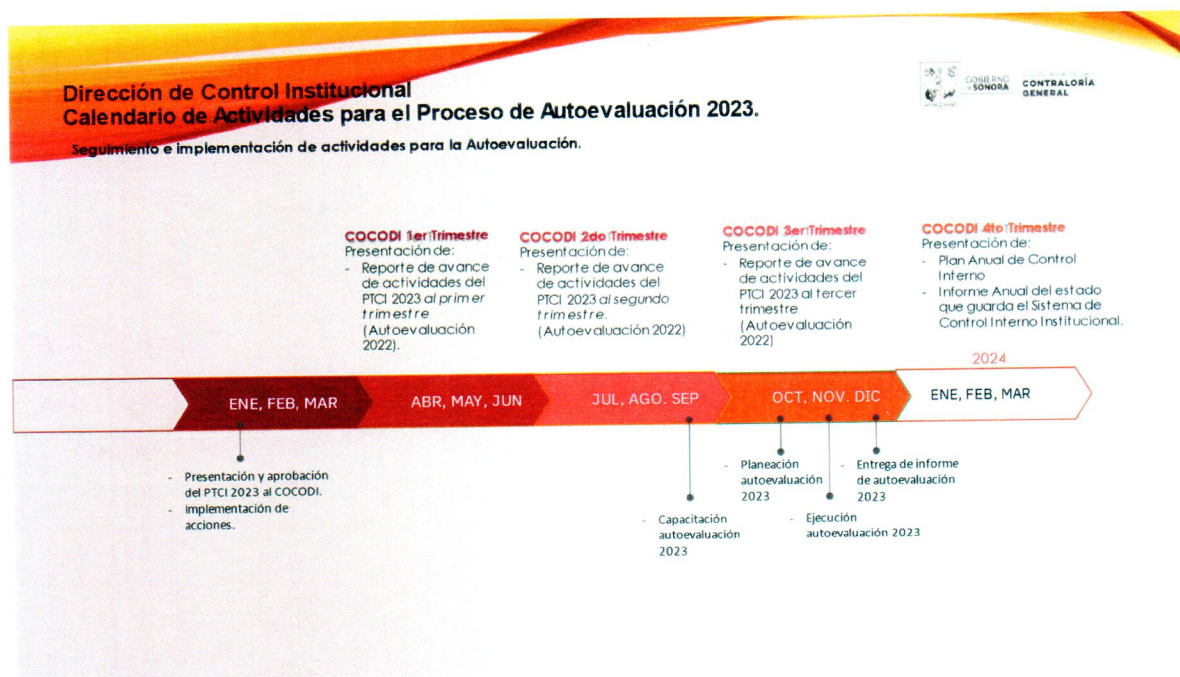 Dirección de Control Institucional
Calendario de Actividades para el Proceso de Autoevaluación 2023.
Seguimiento e implementación de actividades para la Autoevaluación.
GOBIERNO
DE SONORA
CONTRALORÍA
GENERAL
COCODI 1er Trimestre
Presentación de:
- Reporte de avance
de actividades del
PTCI 2023 al primer
trimestre
(Autoevaluación
2022).
COCODI 2do Trimestre
Presentación de:
- Reporte de avance
de actividades del
PTCI 2023 al segundo
trimestre.
(Autoevaluación 2022)
COCODI 3er Trimestre
Presentación de:
- Reporte de avance
de actividades del
PTCI 2023 al tercer
trimestre
(Autoevaluación
2022)
COCODI 4to Trimestre
Presentación de:
- Plan Anual de Control
Interno
- Informe Anual del estado
que guarda el Sistema de
Control Interno Institucional.
2024
ENE, FEB, MAR
ABR, MAY, JUN
JUL, AGO. SEP
OCT, NOV. DIC
ENE, FEB, MAR
- Presentación y aprobación
del PTCI 2023 al COCODI.
- Implementación de
acciones.
- Capacitación
autoevaluación
2023
- Planeación
autoevaluación
2023
- Ejecución
autoevaluación 2023
- Entrega de informe
de autoevaluación
2023